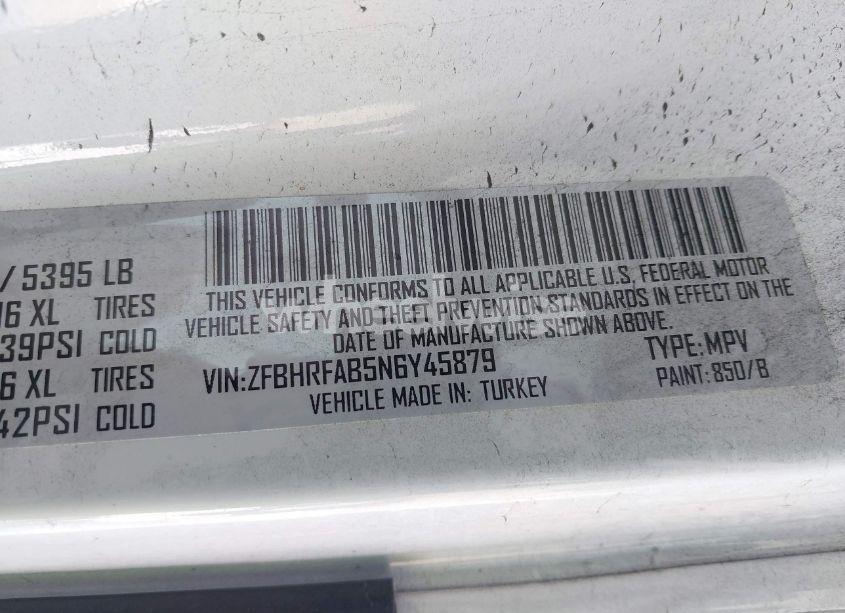 / 5395 LB
16 XL TIRES
39PSI COLD
6 XL TIRES
42PSI COLD
THIS VEHICLE CONFORMS TO ALL APPLICABLE U.S. FEDERAL MOTOR
VEHICLE SAFETY AND THEFT PREVENTION STANDARDS IN EFFECT ON THE
DATE OF MANUFACTURE SHOWN ABOVE.
VIN:ZFBHRFAB5N6Y45879 TYPE:MPV
VEHICLE MADE IN: TURKEY PAINT:850/B